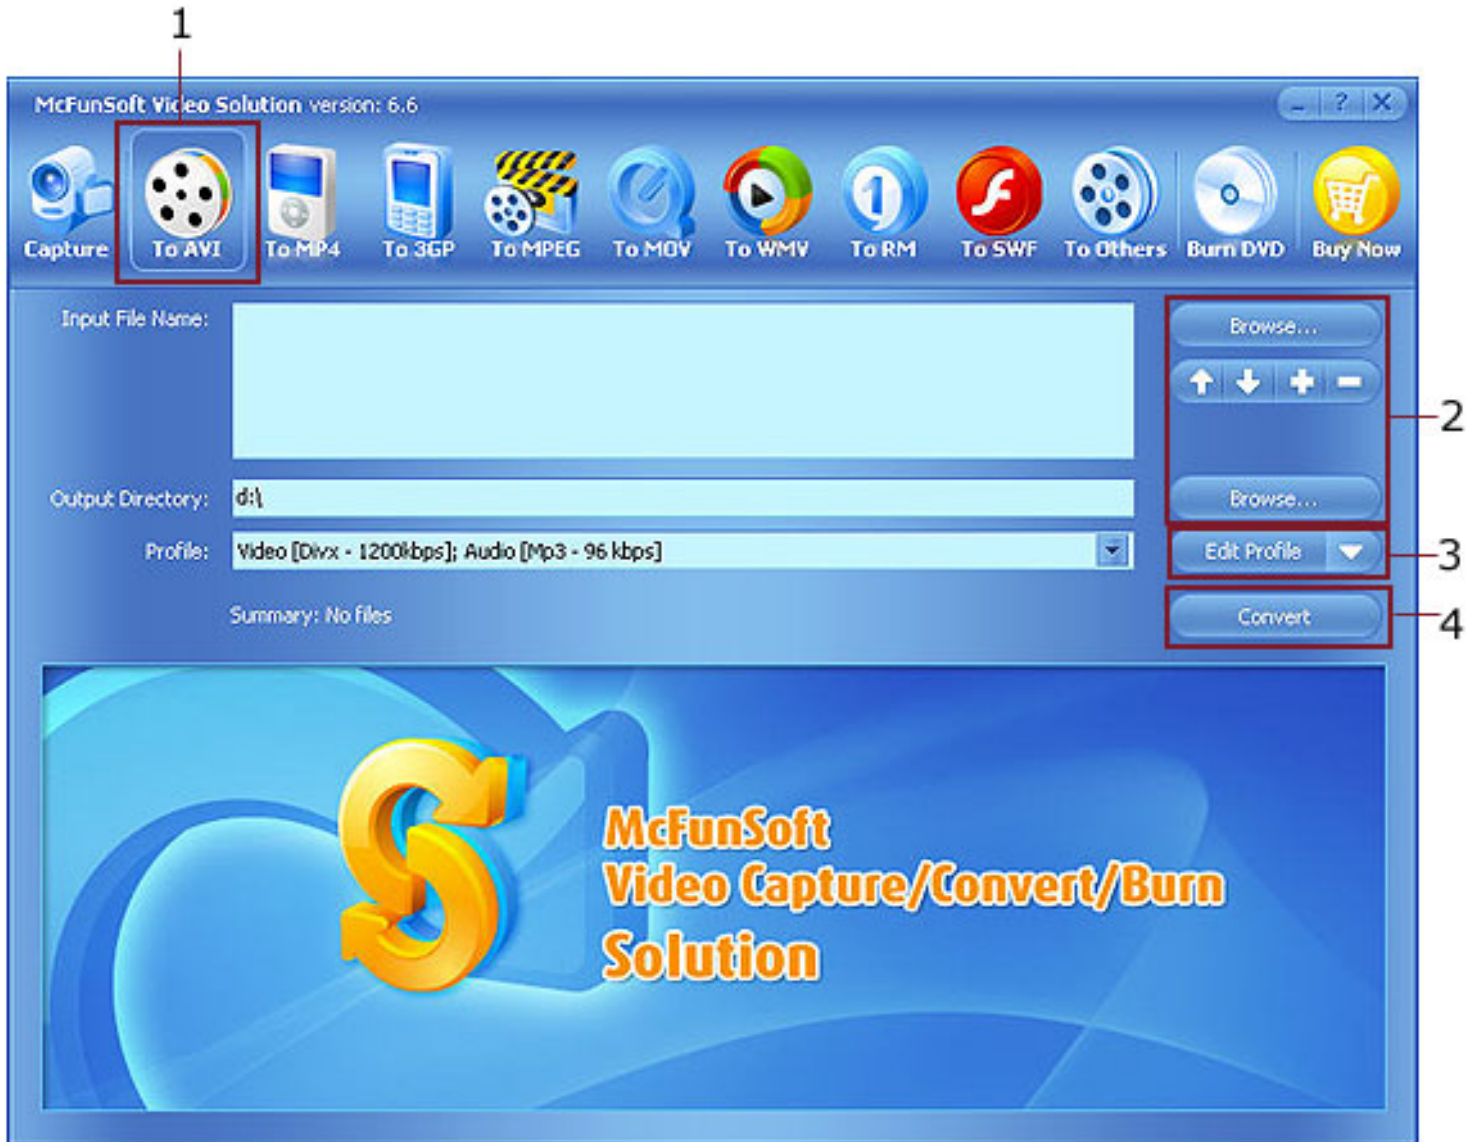 1
McFunSoft Video Solution version: 6.6
?
Capture
To AVI
To MP4
To 3GP
To MPEG
To MOV
To WMV
1
To RM
To SWF
To Others
Burn DVD
Buy Now
Input File Name:
Browse...
2
Output Directory:
d:\
Browse...
Profile:
Video [Divx - 1200kbps]; Audio [Mp3 - 96 kbps]
Edit Profile
3
Summary: No files
Convert
4
McFunSoft
Video Capture/Convert/Burn
Solution